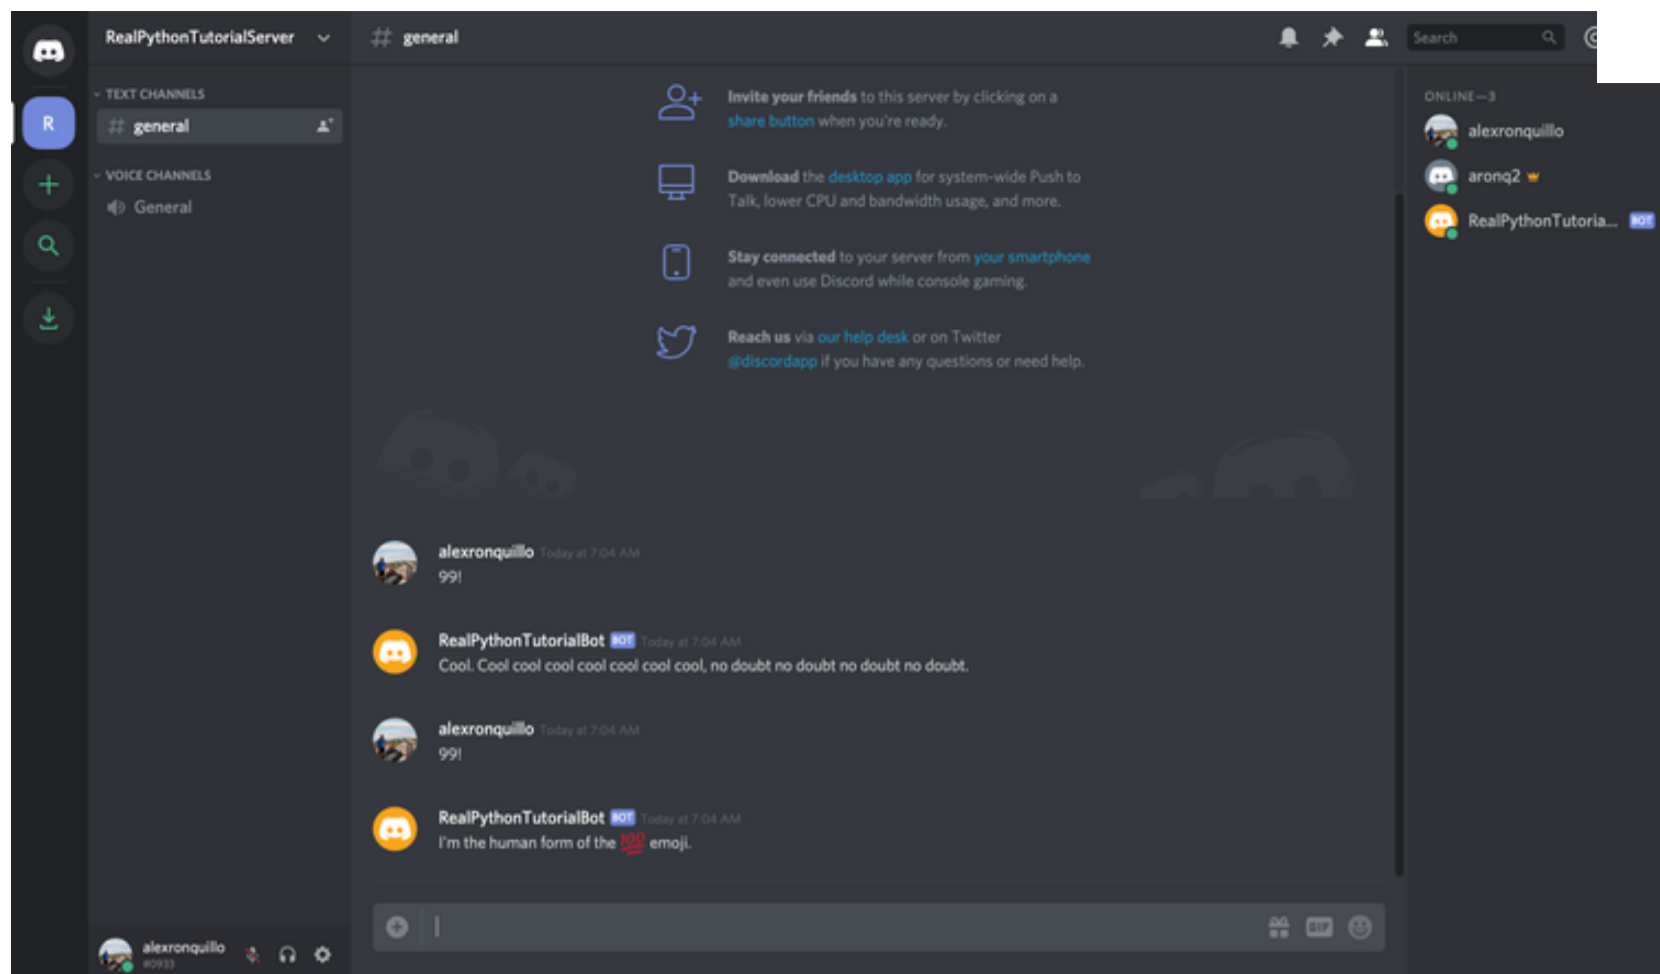 RealPythonTutorialServer
# general
Search
R
TEXT CHANNELS
# general
VOICE CHANNELS
General
Invite your friends to this server by clicking on a
share button when you're ready.
Download the desktop app for system-wide Push to
Talk, lower CPU and bandwidth usage, and more.
Stay connected to your server from your smartphone
and even use Discord while console gaming.
Reach us via our help desk or on Twitter
@discordapp if you have any questions or need help.
alexronquillo Today at 7:04 AM
99!
RealPythonTutorialBot BOT Today at 7:04 AM
Cool. Cool cool cool cool cool cool cool, no doubt no doubt no doubt no doubt.
alexronquillo Today at 7:04 AM
99!
RealPythonTutorialBot BOT Today at 7:04 AM
I'm the human form of the 💯 emoji.
GIF
alexronquillo
#0933
ONLINE—3
alexronquillo
aronq2
RealPythonTutoria... BOT